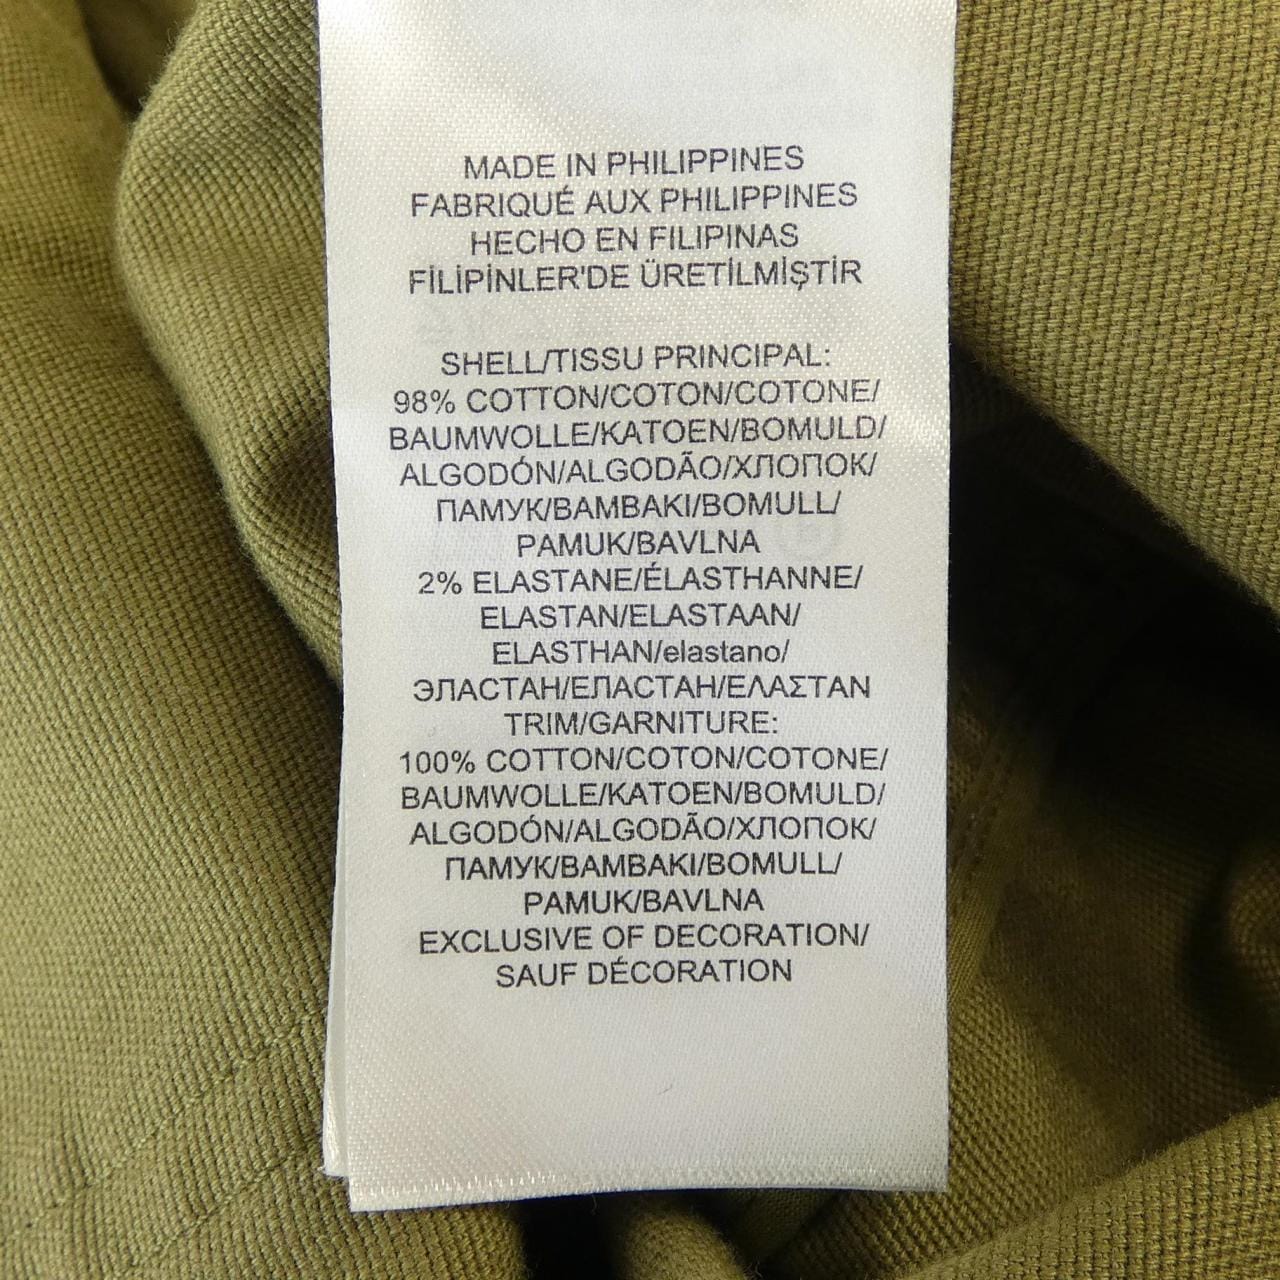 MADE IN PHILIPPINES
FABRIQUÉ AUX PHILIPPINES
HECHO EN FILIPINAS
FİLİPİNLER'DE ÜRETİLMİŞTİR
SHELL/TISSU PRINCIPAL:
98% COTTON/COTON/COTONE/
BAUMWOLLE/KATOEN/BOMULD/
ALGODÓN/ALGODÃO/ХЛОПОК/
ПАМУК/BAMBAKI/BOMULL/
PAMUK/BAVLNA
2% ELASTANE/ÉLASTHANNE/
ELASTAN/ELASTAAN/
ELASTHAN/elastano/
ЭЛАСТАН/ЕЛАСТАН/ΕΛΑΣΤΑΝ
TRIM/GARNITURE:
100% COTTON/COTON/COTONE/
BAUMWOLLE/KATOEN/BOMULD/
ALGODÓN/ALGODÃO/ХЛОПОК/
ПАМУК/BAMBAKI/BOMULL/
PAMUK/BAVLNA
EXCLUSIVE OF DECORATION/
SAUF DÉCORATION